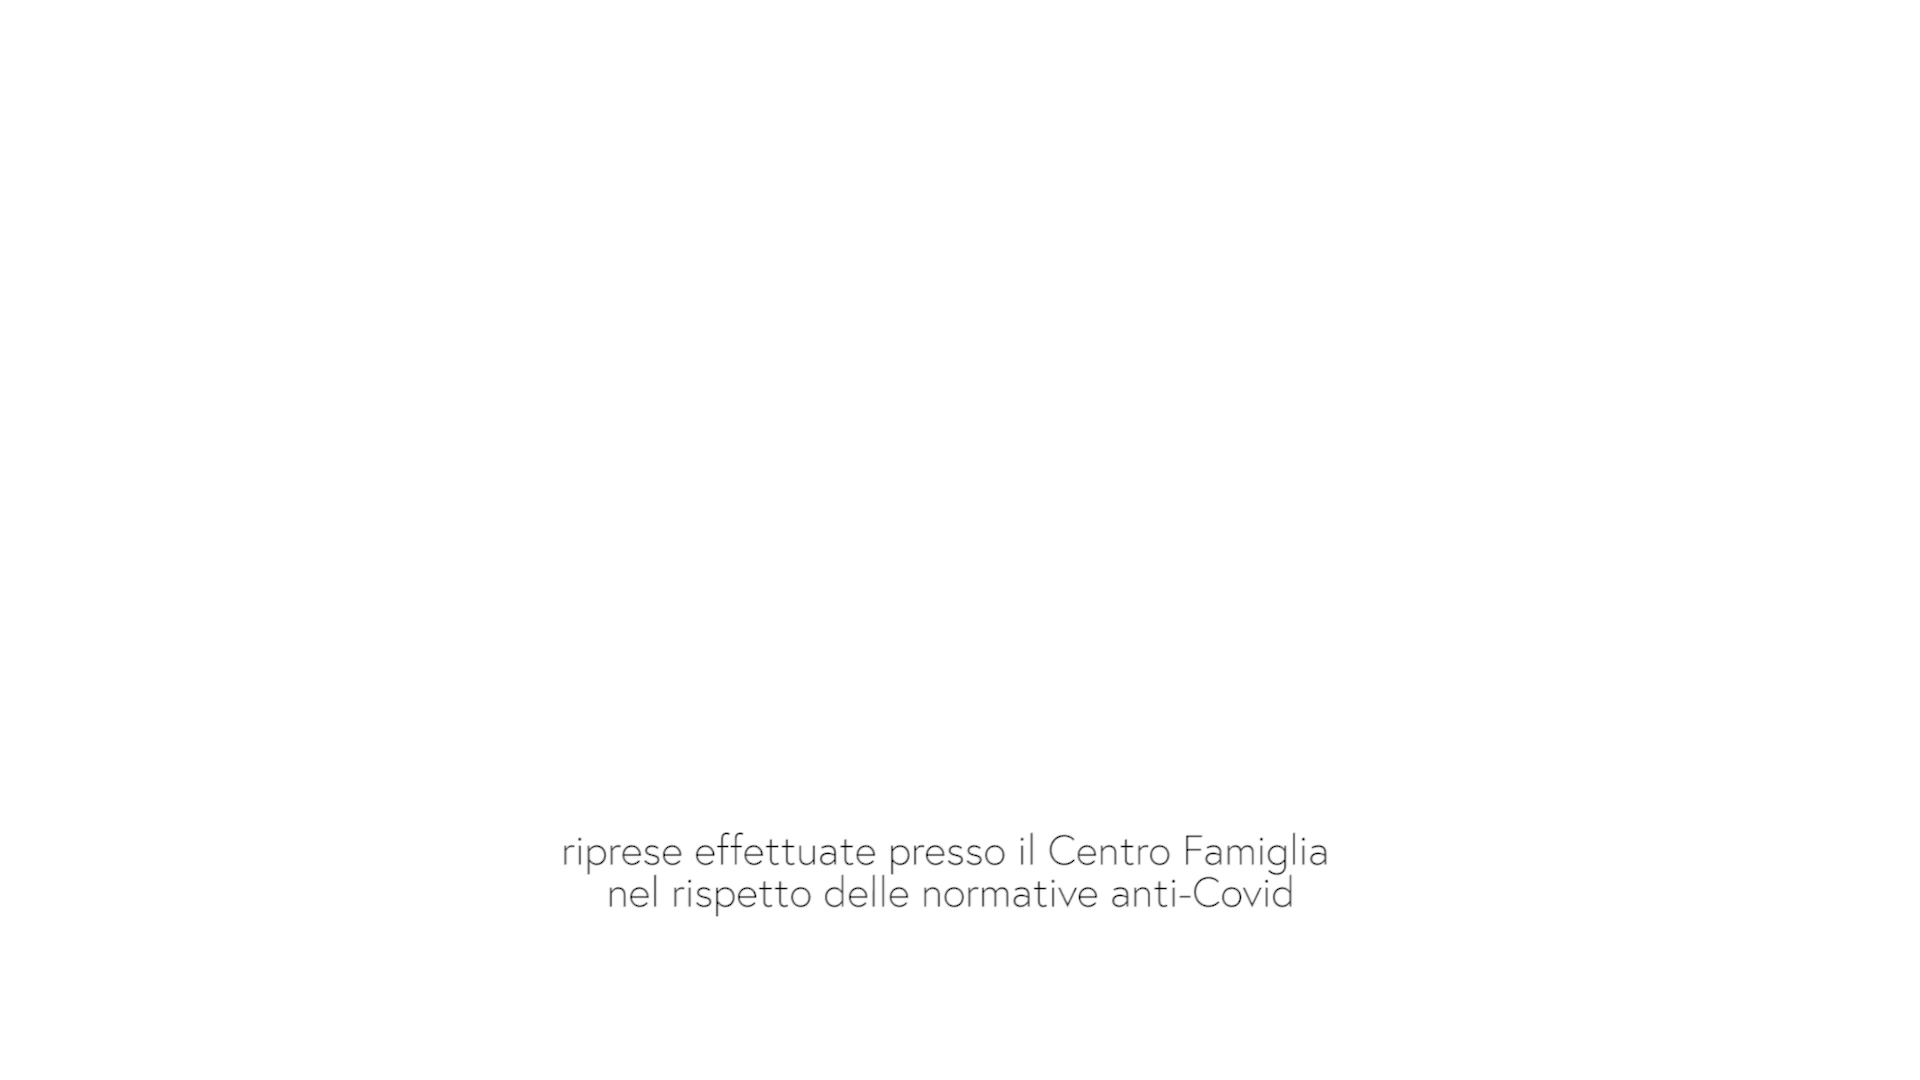 riprese effettuate presso il Centro Famiglia
nel rispetto delle normative anti-Covid